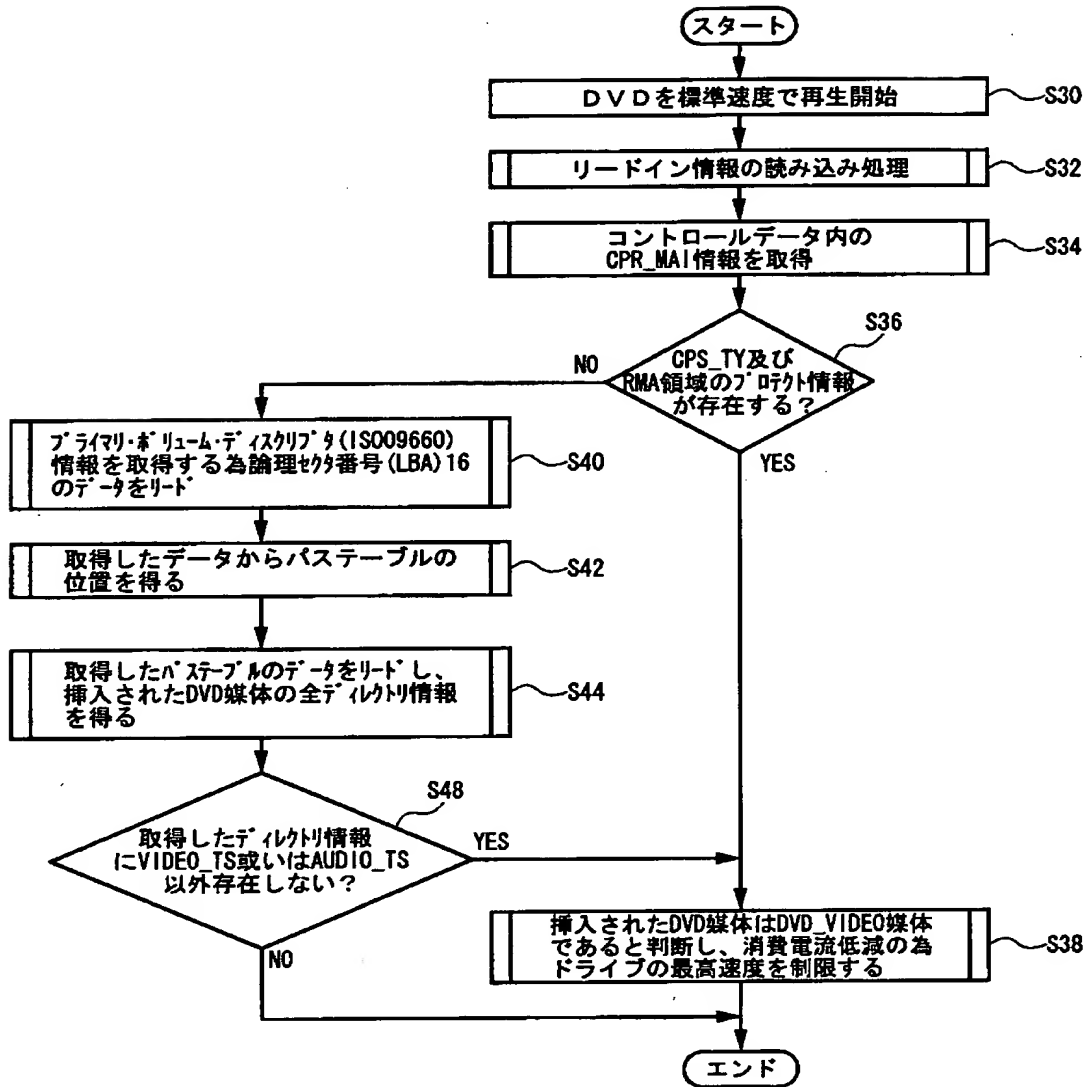 スタート
DVDを標準速度で再生開始
S30
リードイン情報の読み込み処理
S32
コントロールデータ内の
CPR_MAI情報を取得
S34
S36
CPS_TY及び
RMA領域のプロテクト情報
が存在する？
NO
YES
プライマリ・ボリューム・ディスクリプタ(ISO9660)
情報を取得する為論理セクタ番号(LBA)16
のデータをリード
S40
取得したデータからパステーブルの
位置を得る
S42
取得したパステーブルのデータをリードし、
挿入されたDVD媒体の全ディレクトリ情報
を得る
S44
S48
取得したディレクトリ情報
にVIDEO_TS或いはAUDIO_TS
以外存在しない？
YES
NO
挿入されたDVD媒体はDVD_VIDEO媒体
であると判断し、消費電流低減の為
ドライブの最高速度を制限する
S38
エンド